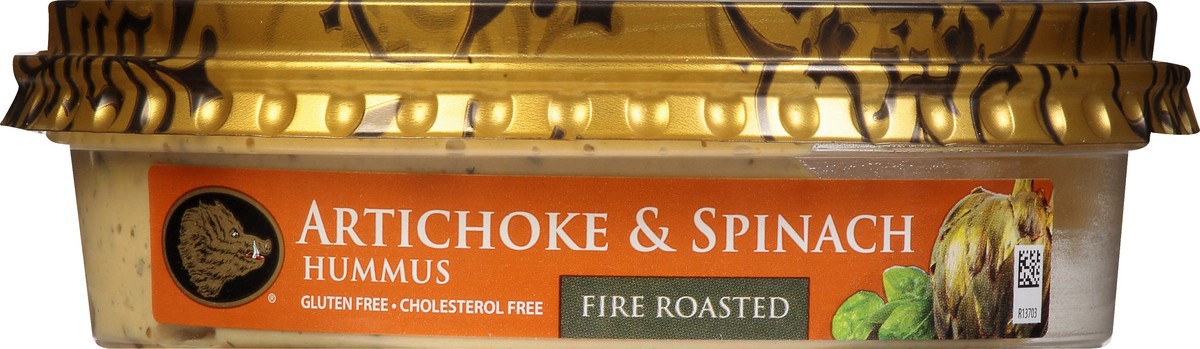 ARTICHOKE & SPINACH
HUMMUS
GLUTEN FREE • CHOLESTEROL FREE
FIRE ROASTED
®
R13703